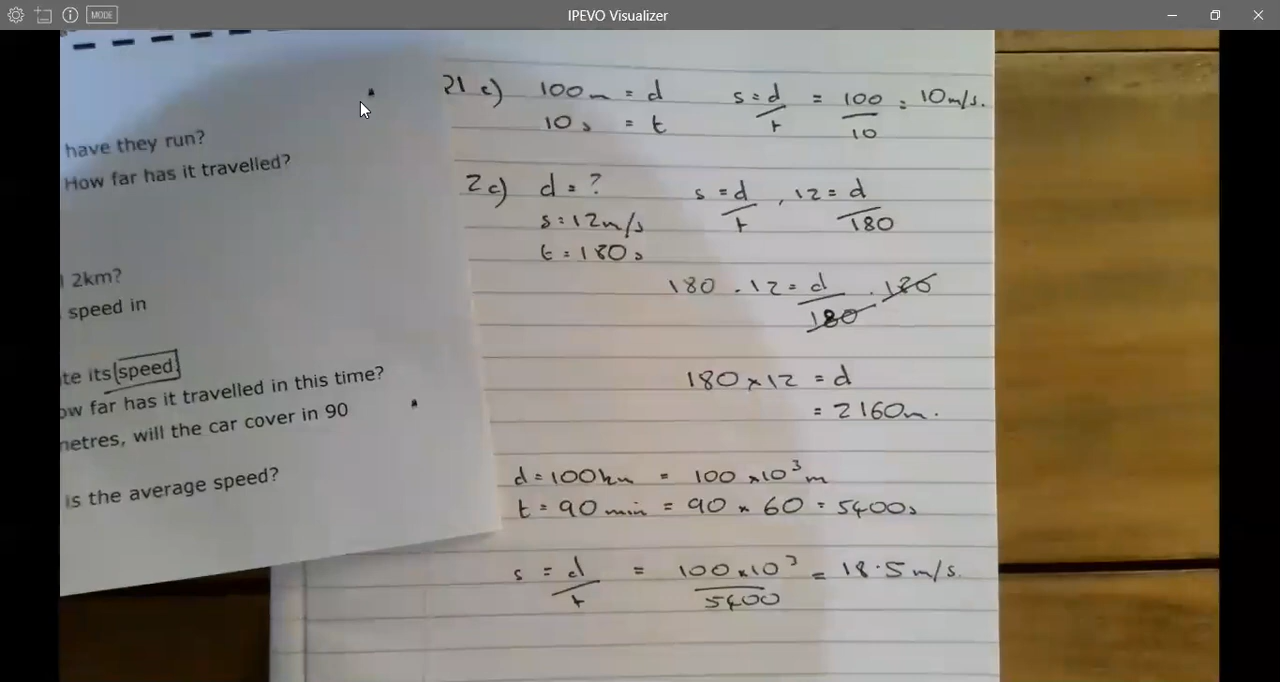 MODE
IPEVO Visualizer
have they run?
How far has it travelled?
2km?
speed in
te its speed
ow far has it travelled in this time?
netres, will the car cover in 90
is the average speed?
21 c) 100m = d s = d/t = 100/10 = 10m/s.
10s = t
2c) d = ? s = d/t , 12 = d/180
s = 12m/s
t = 180s
180 . 12 = d/180 . 180
180 × 12 = d
= 2160m.
d = 100km = 100 × 10³ m
t = 90 min = 90 × 60 = 5400s
s = d/t = 100 × 10³/5400 = 18.5 m/s.